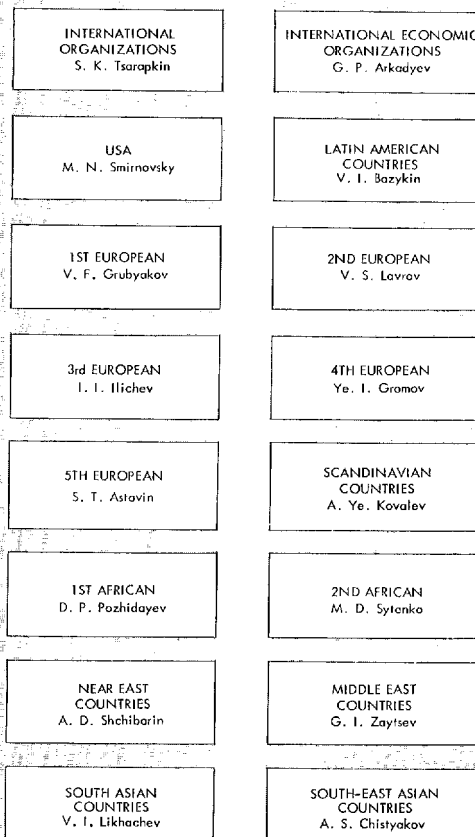 INTERNATIONAL
ORGANIZATIONS
S. K. Tsarapkin
INTERNATIONAL ECONOMIC
ORGANIZATIONS
G. P. Arkadyev
USA
M. N. Smirnovsky
LATIN AMERICAN
COUNTRIES
V. I. Bazykin
1ST EUROPEAN
V. F. Grubyakov
2ND EUROPEAN
V. S. Lavrov
3rd EUROPEAN
I. I. Ilichev
4TH EUROPEAN
Ye. I. Gromov
5TH EUROPEAN
S. T. Astavin
SCANDINAVIAN
COUNTRIES
A. Ye. Kovalev
1ST AFRICAN
D. P. Pozhidayev
2ND AFRICAN
M. D. Sytenko
NEAR EAST
COUNTRIES
A. D. Shchibarin
MIDDLE EAST
COUNTRIES
G. I. Zaytsev
SOUTH ASIAN
COUNTRIES
V. I. Likhachev
SOUTH-EAST ASIAN
COUNTRIES
A. S. Chistyakov